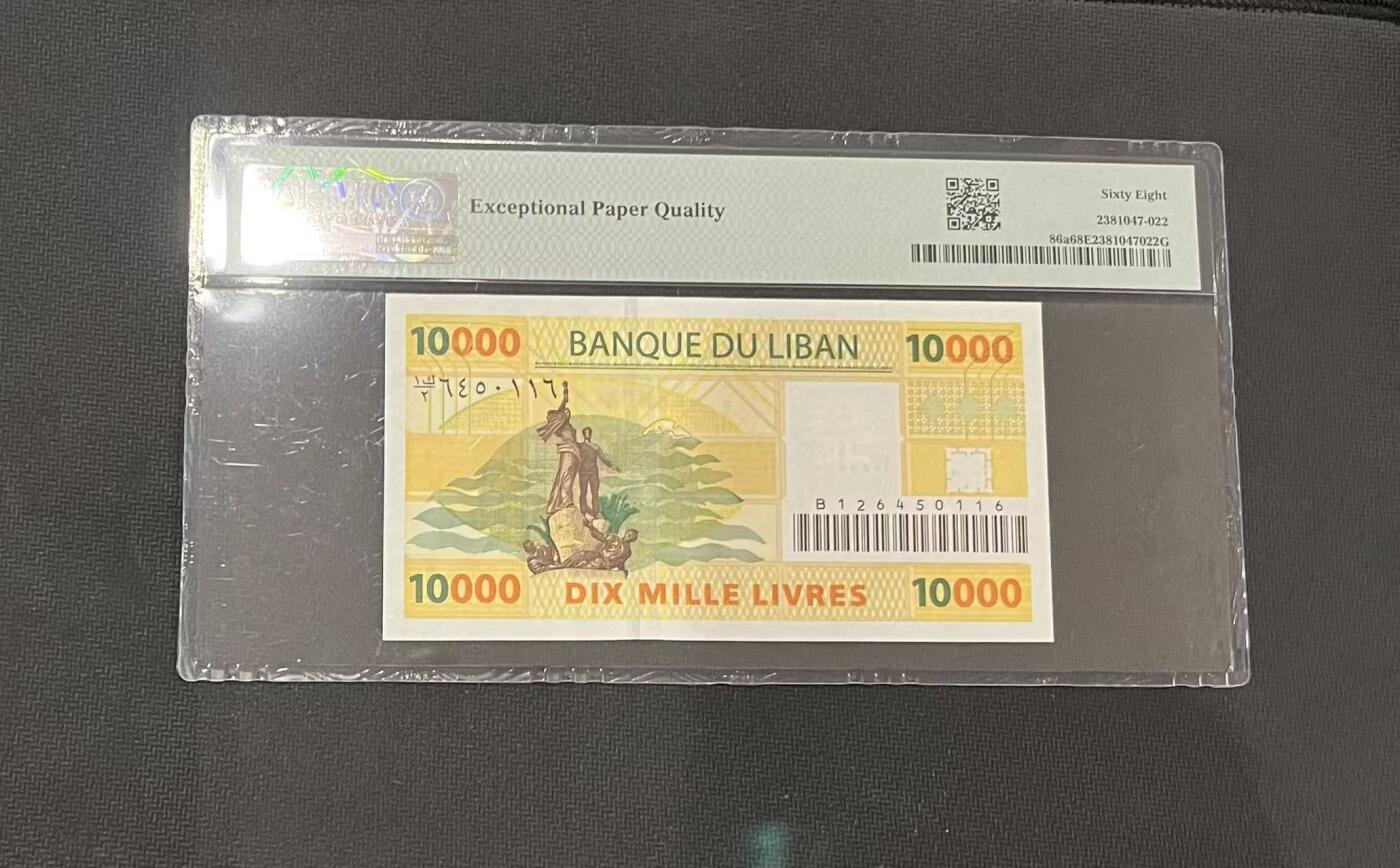 Exceptional Paper Quality
Sixty Eight
2381047-022
86a68E2381047022G
10000 BANQUE DU LIBAN 10000
٦٤٥٠١١٦
B126450116
10000 DIX MILLE LIVRES 10000